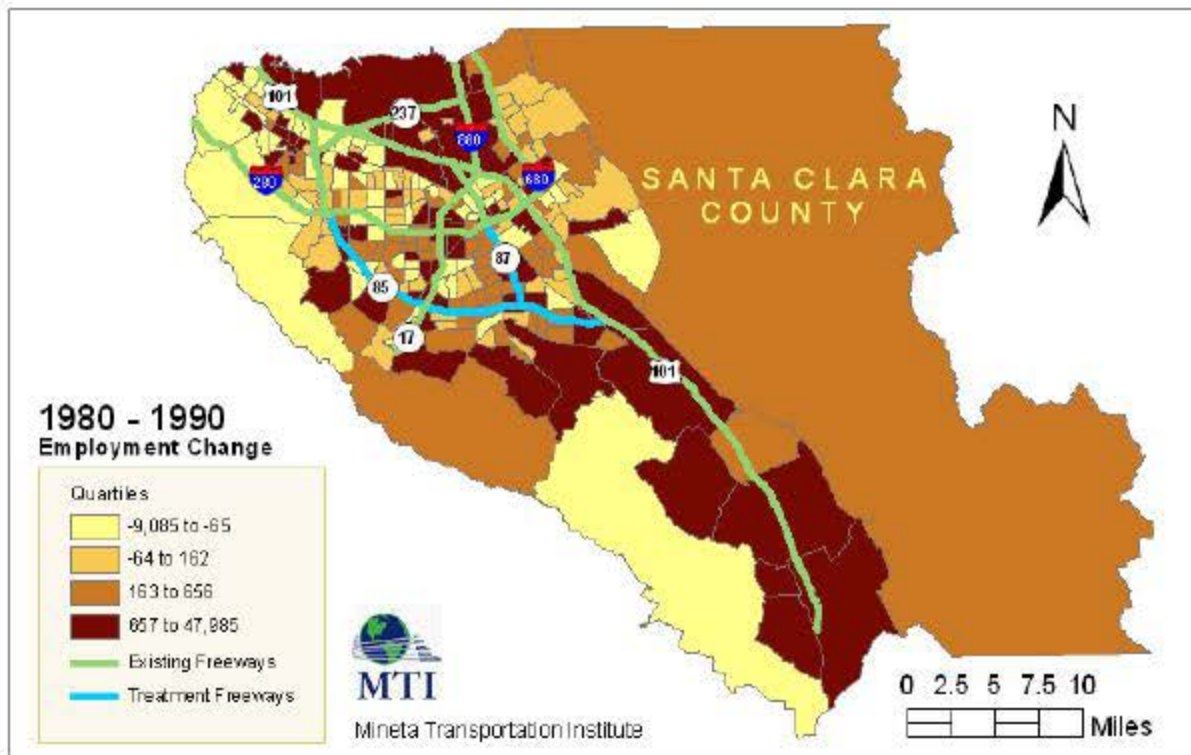 101
237
880
280
680
SANTA CLARA
COUNTY
N
87
85
17
101
1980 - 1990
Employment Change
Quartiles
-9,085 to -65
-64 to 162
163 to 656
657 to 47,985
Existing Freeways
Treatment Freeways
MTI
Mineta Transportation Institute
0 2.5 5 7.5 10
Miles